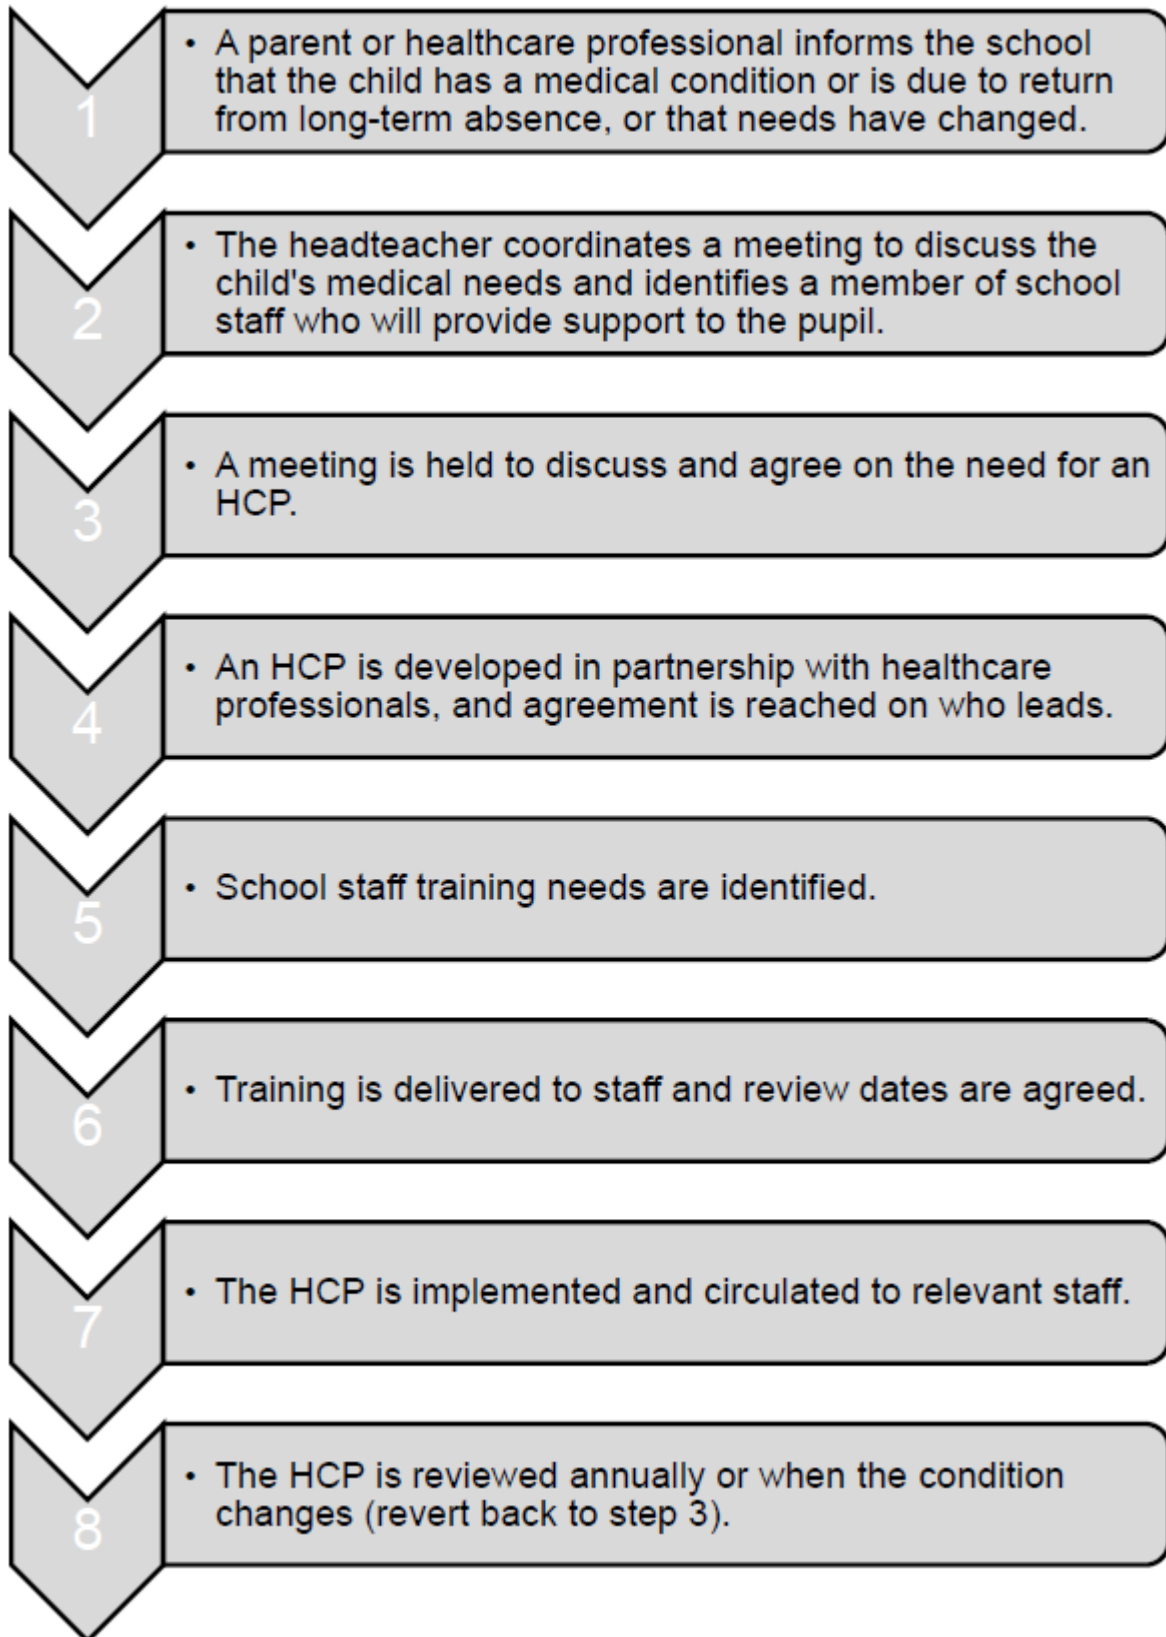 1
• A parent or healthcare professional informs the school
that the child has a medical condition or is due to return
from long-term absence, or that needs have changed.
2
• The headteacher coordinates a meeting to discuss the
child's medical needs and identifies a member of school
staff who will provide support to the pupil.
3
• A meeting is held to discuss and agree on the need for an
HCP.
4
• An HCP is developed in partnership with healthcare
professionals, and agreement is reached on who leads.
5
• School staff training needs are identified.
6
• Training is delivered to staff and review dates are agreed.
7
• The HCP is implemented and circulated to relevant staff.
8
• The HCP is reviewed annually or when the condition
changes (revert back to step 3).